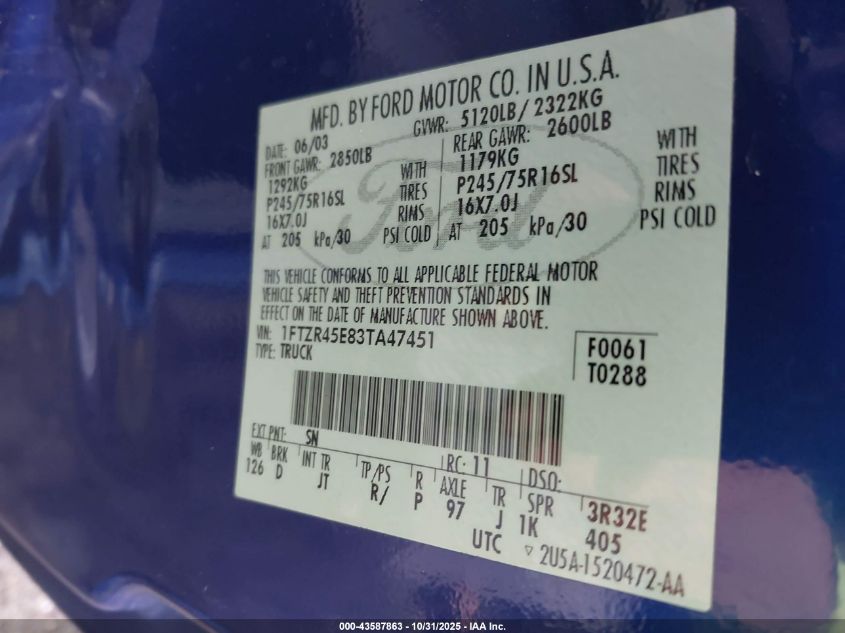 MFD. BY FORD MOTOR CO. IN U.S.A.
DATE: 06/03 GVWR: 5120LB/ 2322KG
FRONT GAWR: 2850LB REAR GAWR: 2600LB
1292KG WITH 1179KG WITH
P245/75R16SL TIRES P245/75R16SL TIRES
16X7.0J RIMS 16X7.0J RIMS
AT 205 kPa/30 PSI COLD AT 205 kPa/30 PSI COLD
Ford
THIS VEHICLE CONFORMS TO ALL APPLICABLE FEDERAL MOTOR
VEHICLE SAFETY AND THEFT PREVENTION STANDARDS IN
EFFECT ON THE DATE OF MANUFACTURE SHOWN ABOVE.
VIN: 1FTZR45E83TA47451
TYPE: TRUCK
F0061
T0288
EXT PNT: SN RC: 11 DSO:
WB BRK INT TR TP/PS R AXLE TR SPR 3R32E
126 D JT R/ P 97 J 1K 405
UTC ▽ 2U5A-1520472-AA
000-43587863 - 10/31/2025 - IAA Inc.